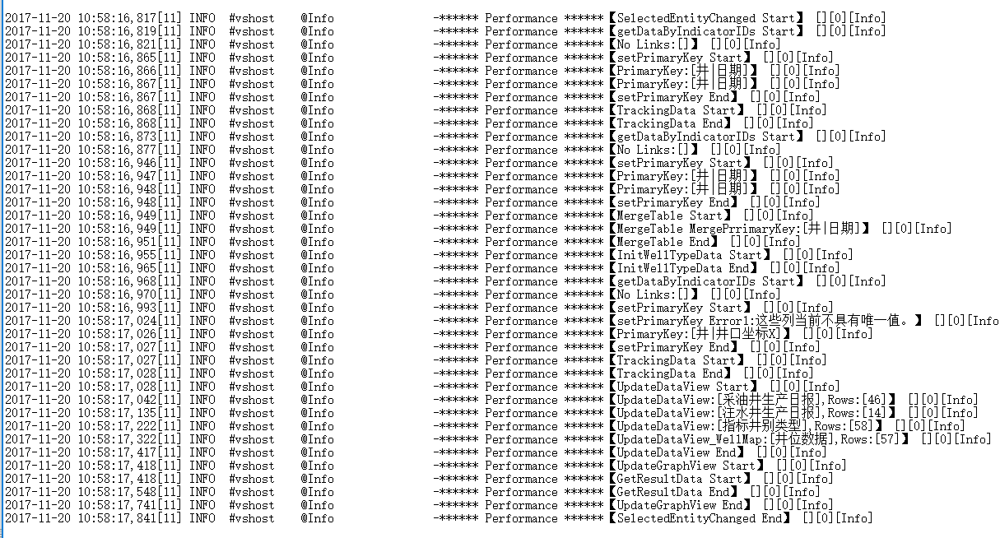 2017-11-20 10:58:16,817[11] INFO #vshost @Info -****** Performance ******【SelectedEntityChanged Start】 [][0][Info]
2017-11-20 10:58:16,819[11] INFO #vshost @Info -****** Performance ******【getDataByIndicatorIDs Start】 [][0][Info]
2017-11-20 10:58:16,821[11] INFO #vshost @Info -****** Performance ******【No Links:[]】 [][0][Info]
2017-11-20 10:58:16,865[11] INFO #vshost @Info -****** Performance ******【setPrimaryKey Start】 [][0][Info]
2017-11-20 10:58:16,866[11] INFO #vshost @Info -****** Performance ******【PrimaryKey:[井|日期]】 [][0][Info]
2017-11-20 10:58:16,867[11] INFO #vshost @Info -****** Performance ******【PrimaryKey:[井|日期]】 [][0][Info]
2017-11-20 10:58:16,867[11] INFO #vshost @Info -****** Performance ******【setPrimaryKey End】 [][0][Info]
2017-11-20 10:58:16,868[11] INFO #vshost @Info -****** Performance ******【TrackingData Start】 [][0][Info]
2017-11-20 10:58:16,868[11] INFO #vshost @Info -****** Performance ******【TrackingData End】 [][0][Info]
2017-11-20 10:58:16,873[11] INFO #vshost @Info -****** Performance ******【getDataByIndicatorIDs Start】 [][0][Info]
2017-11-20 10:58:16,877[11] INFO #vshost @Info -****** Performance ******【No Links:[]】 [][0][Info]
2017-11-20 10:58:16,946[11] INFO #vshost @Info -****** Performance ******【setPrimaryKey Start】 [][0][Info]
2017-11-20 10:58:16,947[11] INFO #vshost @Info -****** Performance ******【PrimaryKey:[井|日期]】 [][0][Info]
2017-11-20 10:58:16,948[11] INFO #vshost @Info -****** Performance ******【PrimaryKey:[井|日期]】 [][0][Info]
2017-11-20 10:58:16,948[11] INFO #vshost @Info -****** Performance ******【setPrimaryKey End】 [][0][Info]
2017-11-20 10:58:16,949[11] INFO #vshost @Info -****** Performance ******【MergeTable Start】 [][0][Info]
2017-11-20 10:58:16,949[11] INFO #vshost @Info -****** Performance ******【MergeTable MergePrrimaryKey:[井|日期]】 [][0][Info]
2017-11-20 10:58:16,951[11] INFO #vshost @Info -****** Performance ******【MergeTable End】 [][0][Info]
2017-11-20 10:58:16,955[11] INFO #vshost @Info -****** Performance ******【InitWellTypeData Start】 [][0][Info]
2017-11-20 10:58:16,965[11] INFO #vshost @Info -****** Performance ******【InitWellTypeData End】 [][0][Info]
2017-11-20 10:58:16,968[11] INFO #vshost @Info -****** Performance ******【getDataByIndicatorIDs Start】 [][0][Info]
2017-11-20 10:58:16,970[11] INFO #vshost @Info -****** Performance ******【No Links:[]】 [][0][Info]
2017-11-20 10:58:16,993[11] INFO #vshost @Info -****** Performance ******【setPrimaryKey Start】 [][0][Info]
2017-11-20 10:58:17,024[11] INFO #vshost @Info -****** Performance ******【setPrimaryKey Error1:这些列当前不具有唯一值。】 [][0][Info
2017-11-20 10:58:17,026[11] INFO #vshost @Info -****** Performance ******【PrimaryKey:[井|井口坐标X]】 [][0][Info]
2017-11-20 10:58:17,027[11] INFO #vshost @Info -****** Performance ******【setPrimaryKey End】 [][0][Info]
2017-11-20 10:58:17,027[11] INFO #vshost @Info -****** Performance ******【TrackingData Start】 [][0][Info]
2017-11-20 10:58:17,028[11] INFO #vshost @Info -****** Performance ******【TrackingData End】 [][0][Info]
2017-11-20 10:58:17,028[11] INFO #vshost @Info -****** Performance ******【UpdateDataView Start】 [][0][Info]
2017-11-20 10:58:17,042[11] INFO #vshost @Info -****** Performance ******【UpdateDataView:[采油井生产日报],Rows:[46]】 [][0][Info]
2017-11-20 10:58:17,135[11] INFO #vshost @Info -****** Performance ******【UpdateDataView:[注水井生产日报],Rows:[14]】 [][0][Info]
2017-11-20 10:58:17,222[11] INFO #vshost @Info -****** Performance ******【UpdateDataView:[指标井别类型],Rows:[58]】 [][0][Info]
2017-11-20 10:58:17,322[11] INFO #vshost @Info -****** Performance ******【UpdateDataView_WellMap:[井位数据],Rows:[57]】 [][0][Info]
2017-11-20 10:58:17,417[11] INFO #vshost @Info -****** Performance ******【UpdateDataView End】 [][0][Info]
2017-11-20 10:58:17,418[11] INFO #vshost @Info -****** Performance ******【UpdateGraphView Start】 [][0][Info]
2017-11-20 10:58:17,418[11] INFO #vshost @Info -****** Performance ******【GetResultData Start】 [][0][Info]
2017-11-20 10:58:17,548[11] INFO #vshost @Info -****** Performance ******【GetResultData End】 [][0][Info]
2017-11-20 10:58:17,741[11] INFO #vshost @Info -****** Performance ******【UpdateGraphView End】 [][0][Info]
2017-11-20 10:58:17,841[11] INFO #vshost @Info -****** Performance ******【SelectedEntityChanged End】 [][0][Info]